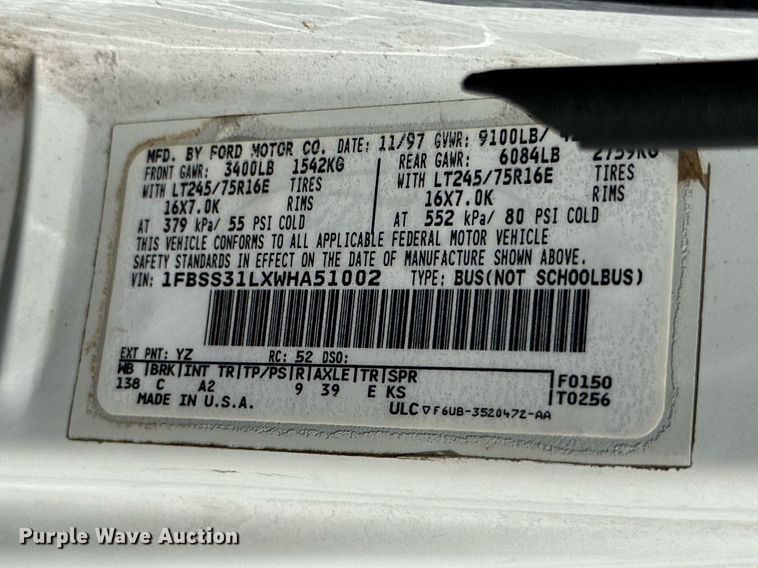 MFD. BY FORD MOTOR CO. DATE: 11/97 GVWR: 9100LB/
FRONT GAWR: 3400LB 1542KG REAR GAWR: 6084LB 2759KG
WITH LT245/75R16E TIRES WITH LT245/75R16E TIRES
16X7.0K RIMS 16X7.0K RIMS
AT 379 kPa/ 55 PSI COLD AT 552 kPa/ 80 PSI COLD
THIS VEHICLE CONFORMS TO ALL APPLICABLE FEDERAL MOTOR VEHICLE
SAFETY STANDARDS IN EFFECT ON THE DATE OF MANUFACTURE SHOWN ABOVE.
VIN: 1FBSS31LXWHA51002 TYPE: BUS(NOT SCHOOLBUS)
EXT PNT: YZ RC: 52 DSO:
WB BRK INT TR TP/PS R AXLE TR SPR F0150
138 C A2 9 39 E KS T0256
MADE IN U.S.A. ULC ▽F6UB-3520472-AA
Purple Wave Auction